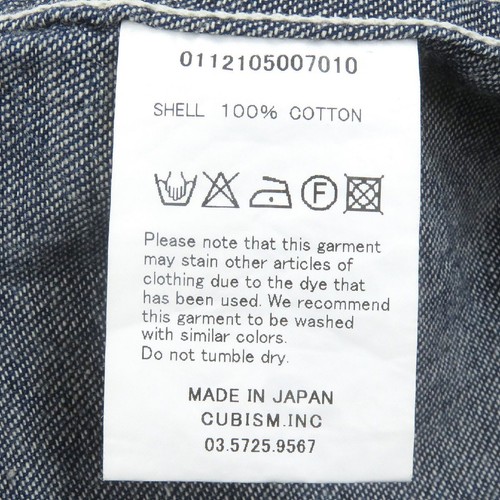 0112105007010
SHELL 100% COTTON
F
Please note that this garment
may stain other articles of
clothing due to the dye that
has been used. We recommend
this garment to be washed
with similar colors.
Do not tumble dry.
MADE IN JAPAN
CUBISM.INC
03.5725.9567